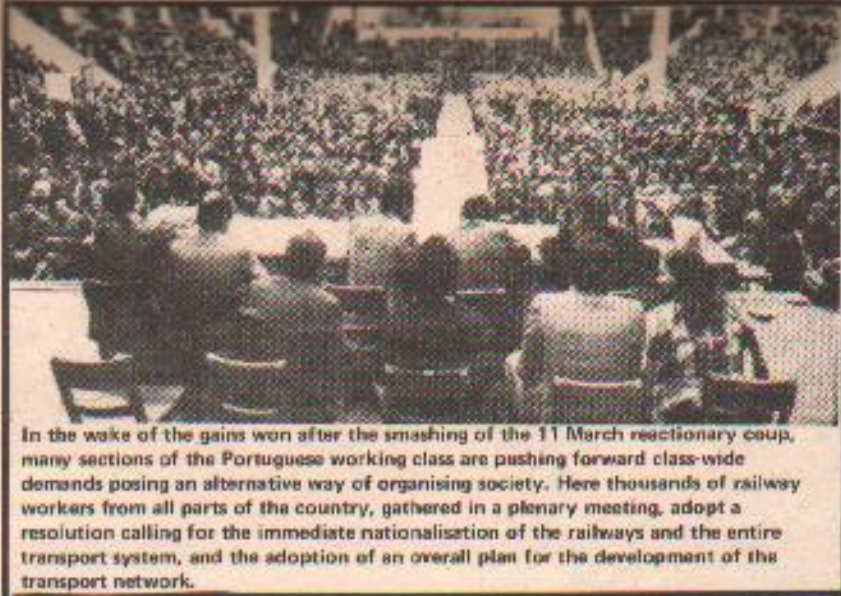 In the wake of the gains won after the smashing of the 11 March reactionary coup,
many sections of the Portuguese working class are pushing forward class-wide
demands posing an alternative way of organising society. Here thousands of railway
workers from all parts of the country, gathered in a plenary meeting, adopt a
resolution calling for the immediate nationalisation of the railways and the entire
transport system, and the adoption of an overall plan for the development of the
transport network.